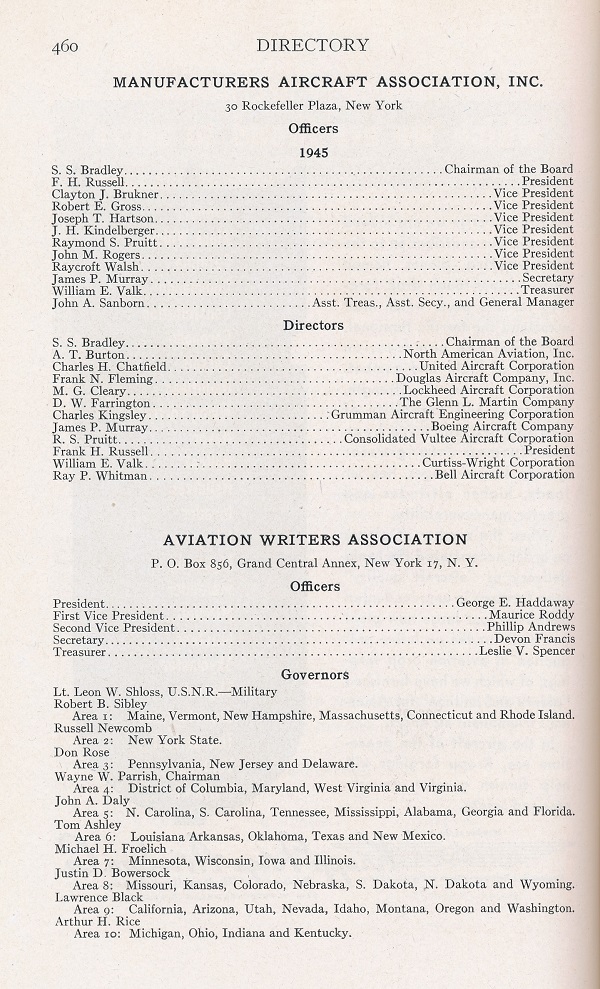 460 DIRECTORY
MANUFACTURERS AIRCRAFT ASSOCIATION, INC.
30 Rockefeller Plaza, New York
Officers
1945
S. S. Bradley Chairman of the Board
F. H. Russell President
Clayton J. Brukner Vice President
Robert E. Gross Vice President
Joseph T. Hartson Vice President
J. H. Kindelberger Vice President
Raymond S. Pruitt Vice President
John M. Rogers Vice President
Raycroft Walsh Vice President
James P. Murray Secretary
William E. Valk Treasurer
John A. Sanborn Asst. Treas., Asst. Secy., and General Manager
Directors
S. S. Bradley Chairman of the Board
A. T. Burton North American Aviation, Inc.
Charles H. Chatfield United Aircraft Corporation
Frank N. Fleming Douglas Aircraft Company, Inc.
M. G. Cleary Lockheed Aircraft Corporation
D. W. Farrington The Glenn L. Martin Company
Charles Kingsley Grumman Aircraft Engineering Corporation
James P. Murray Boeing Aircraft Company
R. S. Pruitt Consolidated Vultee Aircraft Corporation
Frank H. Russell President
William E. Valk Curtiss-Wright Corporation
Ray P. Whitman Bell Aircraft Corporation
AVIATION WRITERS ASSOCIATION
P. O. Box 856, Grand Central Annex, New York 17, N. Y.
Officers
President George E. Haddaway
First Vice President Maurice Roddy
Second Vice President Phillip Andrews
Secretary Devon Francis
Treasurer Leslie V. Spencer
Governors
Lt. Leon W. Shloss, U.S.N.R.—Military
Robert B. Sibley
Area 1: Maine, Vermont, New Hampshire, Massachusetts, Connecticut and Rhode Island.
Russell Newcomb
Area 2: New York State.
Don Rose
Area 3: Pennsylvania, New Jersey and Delaware.
Wayne W. Parrish, Chairman
Area 4: District of Columbia, Maryland, West Virginia and Virginia.
John A. Daly
Area 5: N. Carolina, S. Carolina, Tennessee, Mississippi, Alabama, Georgia and Florida.
Tom Ashley
Area 6: Louisiana Arkansas, Oklahoma, Texas and New Mexico.
Michael H. Froelich
Area 7: Minnesota, Wisconsin, Iowa and Illinois.
Justin D. Bowersock
Area 8: Missouri, Kansas, Colorado, Nebraska, S. Dakota, N. Dakota and Wyoming.
Lawrence Black
Area 9: California, Arizona, Utah, Nevada, Idaho, Montana, Oregon and Washington.
Arthur H. Rice
Area 10: Michigan, Ohio, Indiana and Kentucky.